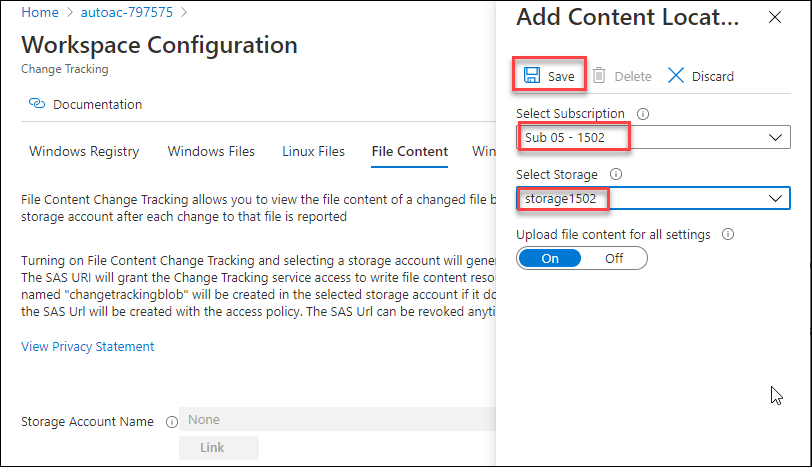 Home > autoac-797575 >
Workspace Configuration
Change Tracking
Documentation
Windows Registry Windows Files Linux Files File Content Win
File Content Change Tracking allows you to view the file content of a changed file b
storage account after each change to that file is reported
Turning on File Content Change Tracking and selecting a storage account will gener
The SAS URI will grant the Change Tracking service access to write file content resou
named "changetrackingblob" will be created in the selected storage account if it do
the SAS Url will be created with the access policy. The SAS Url can be revoked anyti
View Privacy Statement
Storage Account Name
None
Link
Add Content Locat...
Save Delete Discard
Select Subscription
Sub 05 - 1502
Select Storage
storage1502
Upload file content for all settings
On Off